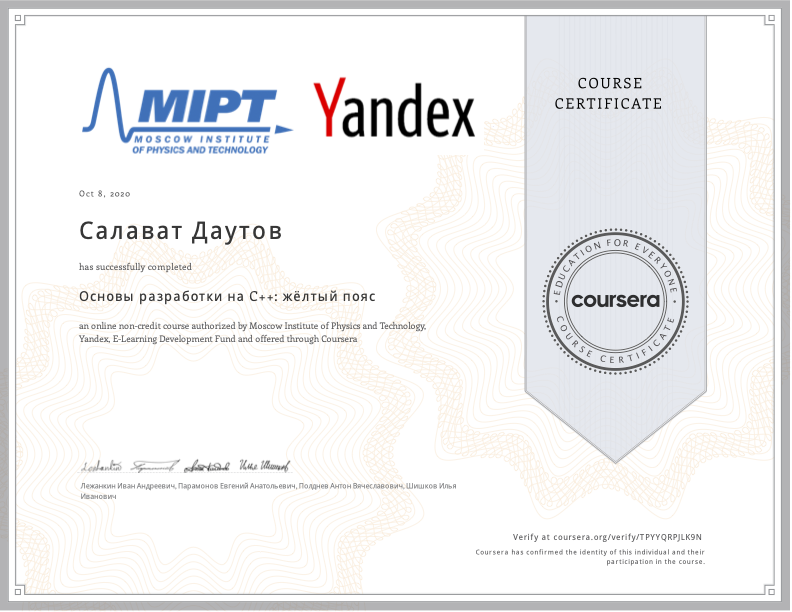 MIPT
MOSCOW INSTITUTE
OF PHYSICS AND TECHNOLOGY
Yandex
COURSE
CERTIFICATE
Oct 8, 2020
Салават Даутов
has successfully completed
Основы разработки на C++: жёлтый пояс
an online non-credit course authorized by Moscow Institute of Physics and Technology,
Yandex, E-Learning Development Fund and offered through Coursera
EDUCATION FOR EVERYONE
coursera
COURSE CERTIFICATE
Лежанкин Иван Андреевич, Парамонов Евгений Анатольевич, Полднев Антон Вячеславович, Шишков Илья
Иванович
Verify at coursera.org/verify/TPYYQRPJLK9N
Coursera has confirmed the identity of this individual and their
participation in the course.